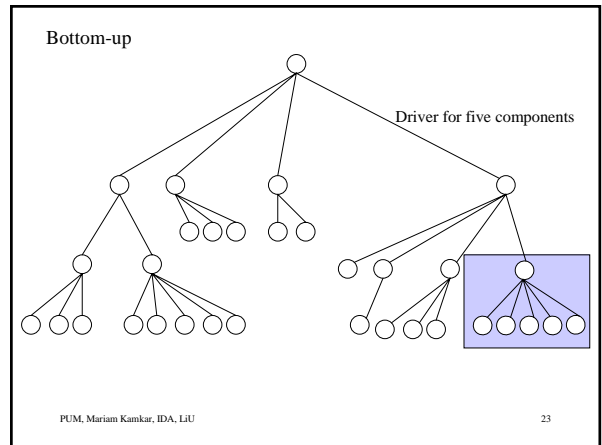 Bottom-up
Driver for five components
PUM, Mariam Kamkar, IDA, LiU
23